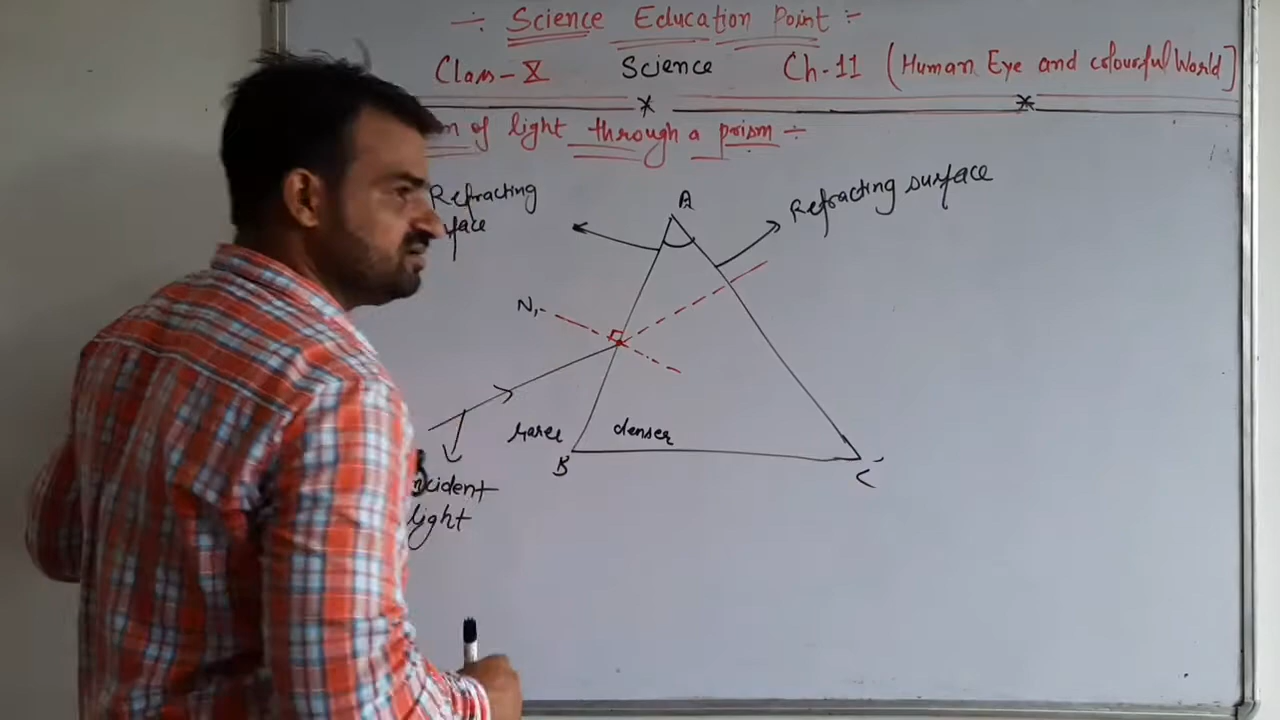 ÷ Science Education Point ÷
Class-X Science Ch-11 (Human Eye and colourful World]
of light through a prism ÷
Refracting
A
Refracting surface
N₁
rarer denser
B
C
light